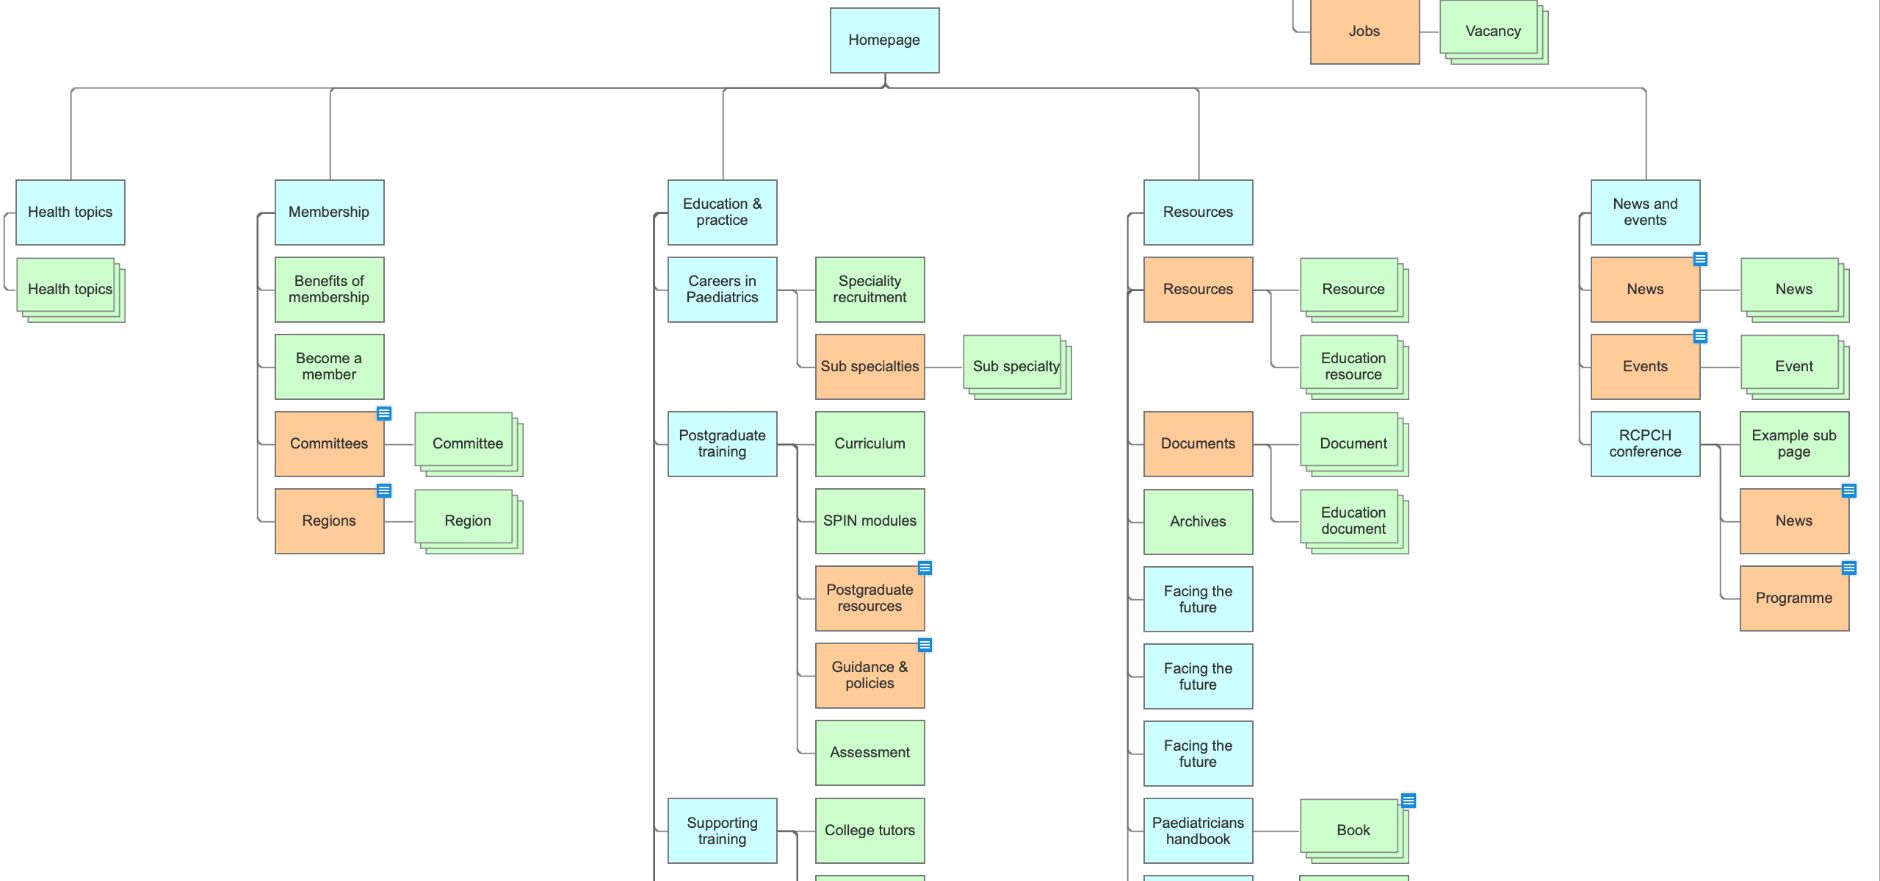 Homepage
Jobs
Vacancy
Health topics
Health topics
Membership
Benefits of
membership
Become a
member
Committees
Committee
Regions
Region
Education &
practice
Careers in
Paediatrics
Speciality
recruitment
Sub specialties
Sub specialty
Postgraduate
training
Curriculum
SPIN modules
Postgraduate
resources
Guidance &
policies
Assessment
Supporting
training
College tutors
Resources
Resources
Resource
Education
resource
Documents
Document
Education
document
Archives
Facing the
future
Facing the
future
Facing the
future
Paediatricians
handbook
Book
News and
events
News
News
Events
Event
RCPCH
conference
Example sub
page
News
Programme